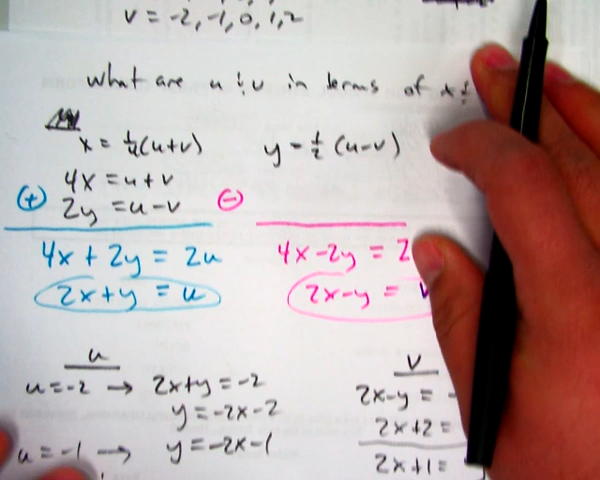 v = -2, -1, 0, 1, 2
What are u & v in terms of x &
x = 1/4(u+v)
y = 1/2 (u-v)
4x = u+v
+ 2y = u-v
-
4x + 2y = 2u
4x - 2y = 2
2x+y = u
2x-y = v
u
v
u = -2 → 2x+y = -2
2x-y = -
y = -2x-2
2x+2 =
u = -1 → y = -2x-1
2x+1 =